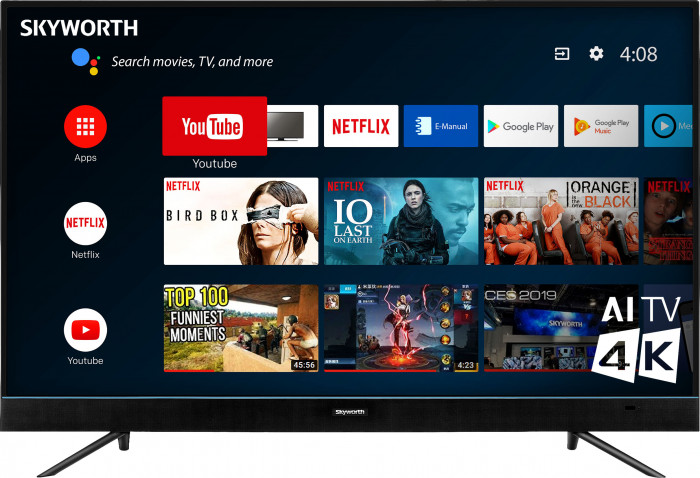 SKYWORTH
Search movies, TV, and more
4:08
Apps
YouTube
NETFLIX
E-Manual
Google Play
Google Play
Music
Youtube
NETFLIX
Netflix
NETFLIX
BIRD BOX
NETFLIX
IO
LAST
ON EARTH
NETFLIX
ORANGE
is the new
BLACK
NETFLIX
Youtube
TOP 100
FUNNIEST
MOMENTS
45:56
4:23
CES 2019
SKYWORTH
AI TV
4K
Skyworth